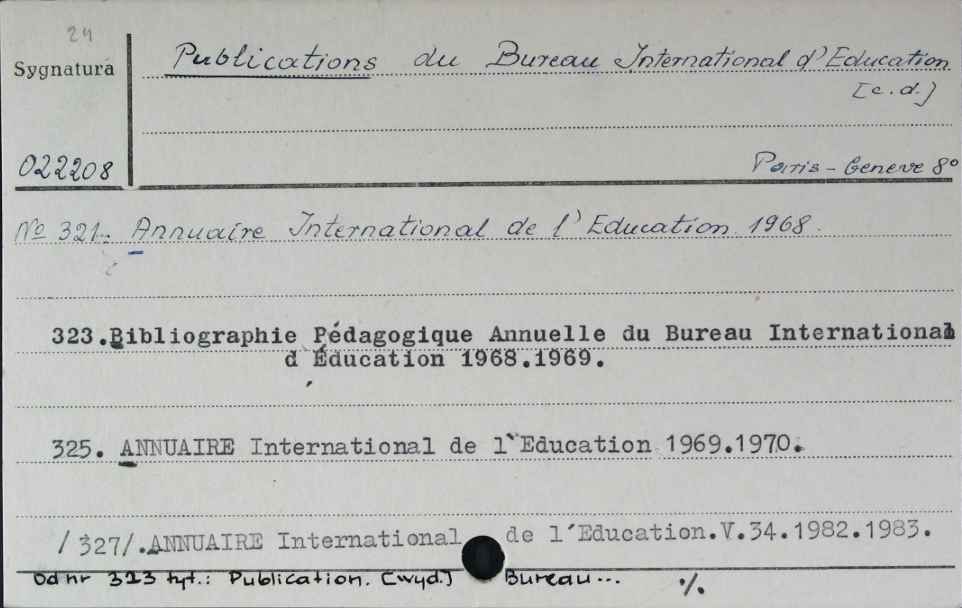 24
Sygnatura
Publications du Bureau International d'Education
[c.d.]
022208
Paris - Geneve 8°
№ 321. Annuaire International de l'Education 1968.
323.Bibliographie Pédagogique Annuelle du Bureau International
d Éducation 1968.1969.
325. ANNUAIRE International de l`Education 1969.1970.
/327/.ANNUAIRE International de l´Education.V.34.1982.1983.
Od nr 323 tyt.: Publication. [wyd.] Bureau... ·/.